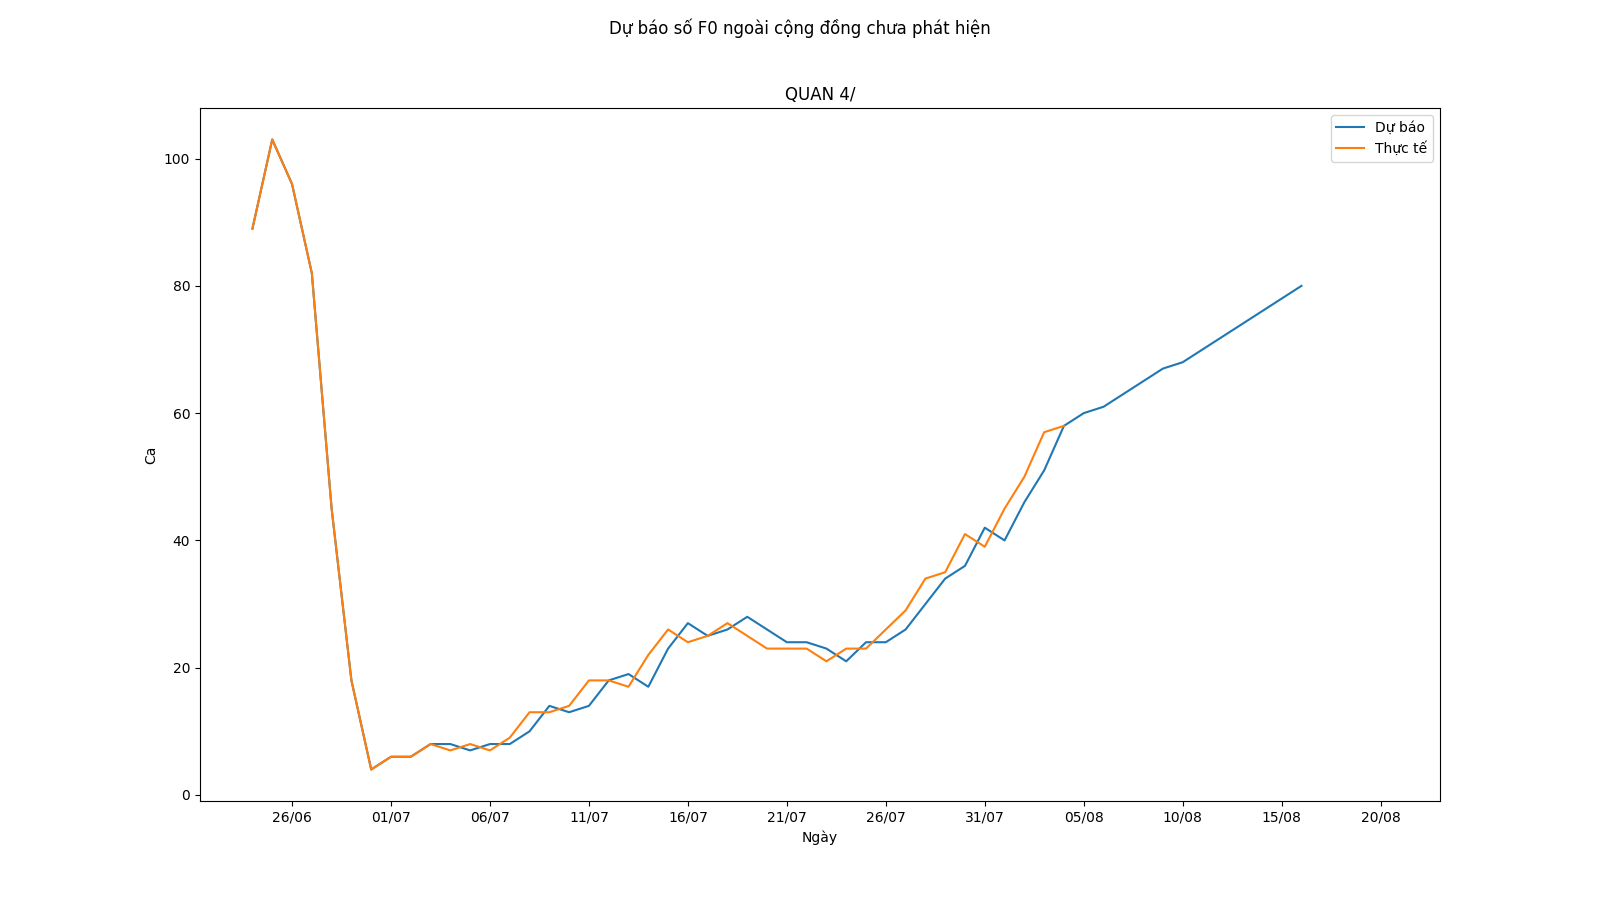 Dự báo số F0 ngoài cộng đồng chưa phát hiện
QUAN 4/
Dự báo
Thực tế
100
80
60
40
20
0
Ca
26/06 01/07 06/07 11/07 16/07 21/07 26/07 31/07 05/08 10/08 15/08 20/08
Ngày